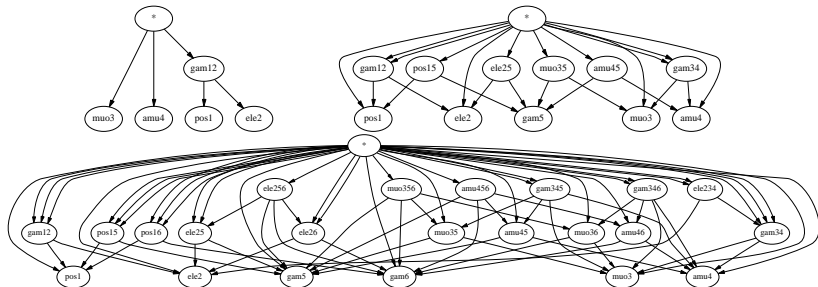 * *
gam12 gam12 pos15 ele25 muo35 amu45 gam34
muo3 amu4 pos1 ele2 pos1 ele2 gam5 muo3 amu4
*
ele256 muo356 amu456 gam345 gam346 ele234
gam12 pos15 pos16 ele25 ele26 muo35 amu45 muo36 amu46 gam34
pos1 ele2 gam5 gam6 muo3 amu4